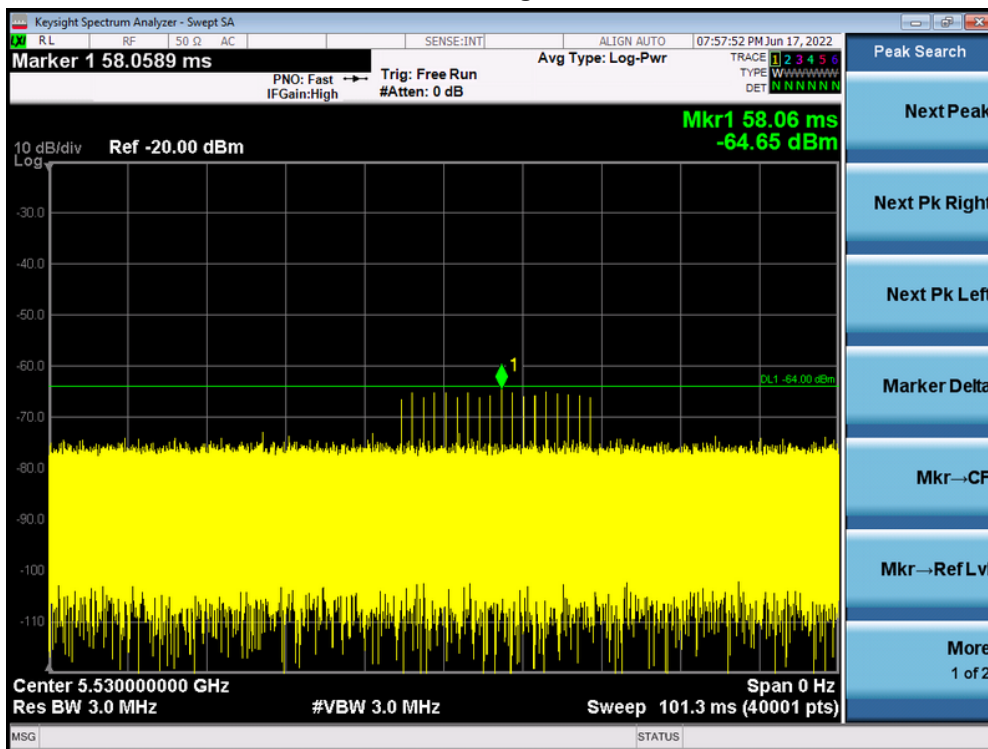 Keysight Spectrum Analyzer - Swept SA
LXI RL RF 50 Ω AC SENSE:INT ALIGN AUTO 07:57:52 PM Jun 17, 2022
Marker 1 58.0589 ms
PNO: Fast
IFGain:High
Trig: Free Run
#Atten: 0 dB
Avg Type: Log-Pwr
TRACE 1 2 3 4 5 6
TYPE WWWWWW
DET N N N N N N
Mkr1 58.06 ms
-64.65 dBm
10 dB/div Ref -20.00 dBm
Log
-30.0
-40.0
-50.0
-60.0
-70.0
-80.0
-90.0
-100
-110
1
DL1 -64.00 dBm
Center 5.530000000 GHz
Span 0 Hz
Res BW 3.0 MHz #VBW 3.0 MHz Sweep 101.3 ms (40001 pts)
MSG STATUS
Peak Search
Next Peak
Next Pk Right
Next Pk Left
Marker Delta
Mkr→CF
Mkr→Ref Lvl
More
1 of 2